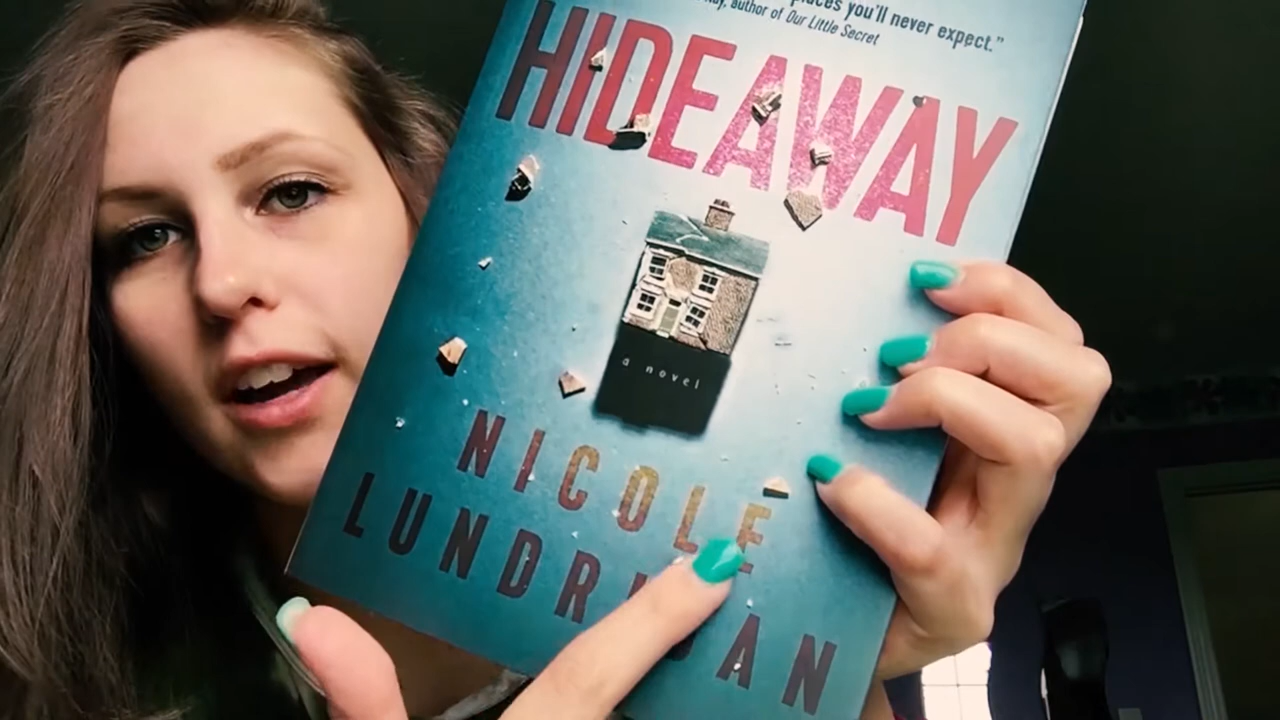 places you'll never expect."
author of Our Little Secret
HIDEAWAY
a novel
NICOLE
LUNDRIGAN